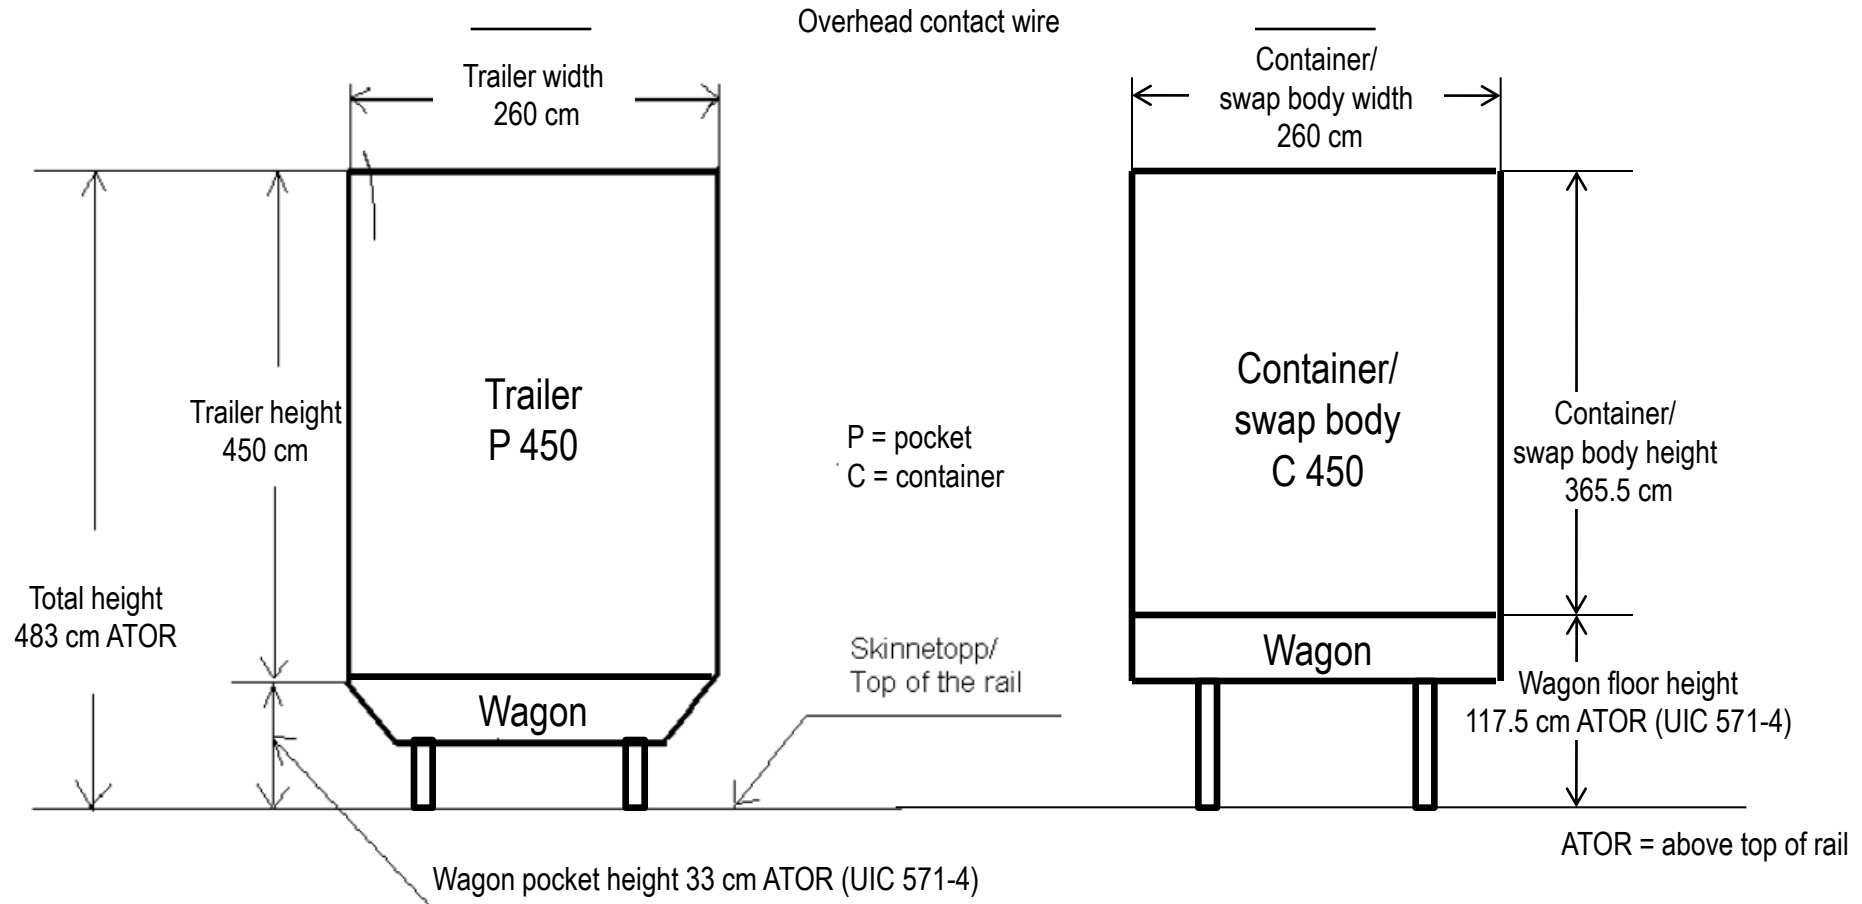 Overhead contact wire
Trailer width
260 cm
Container/
swap body width
260 cm
Trailer height
450 cm
Trailer
P 450
P = pocket
C = container
Container/
swap body
C 450
Container/
swap body height
365.5 cm
Total height
483 cm ATOR
Skinnetopp/
Top of the rail
Wagon
Wagon
Wagon floor height
117.5 cm ATOR (UIC 571-4)
ATOR = above top of rail
Wagon pocket height 33 cm ATOR (UIC 571-4)